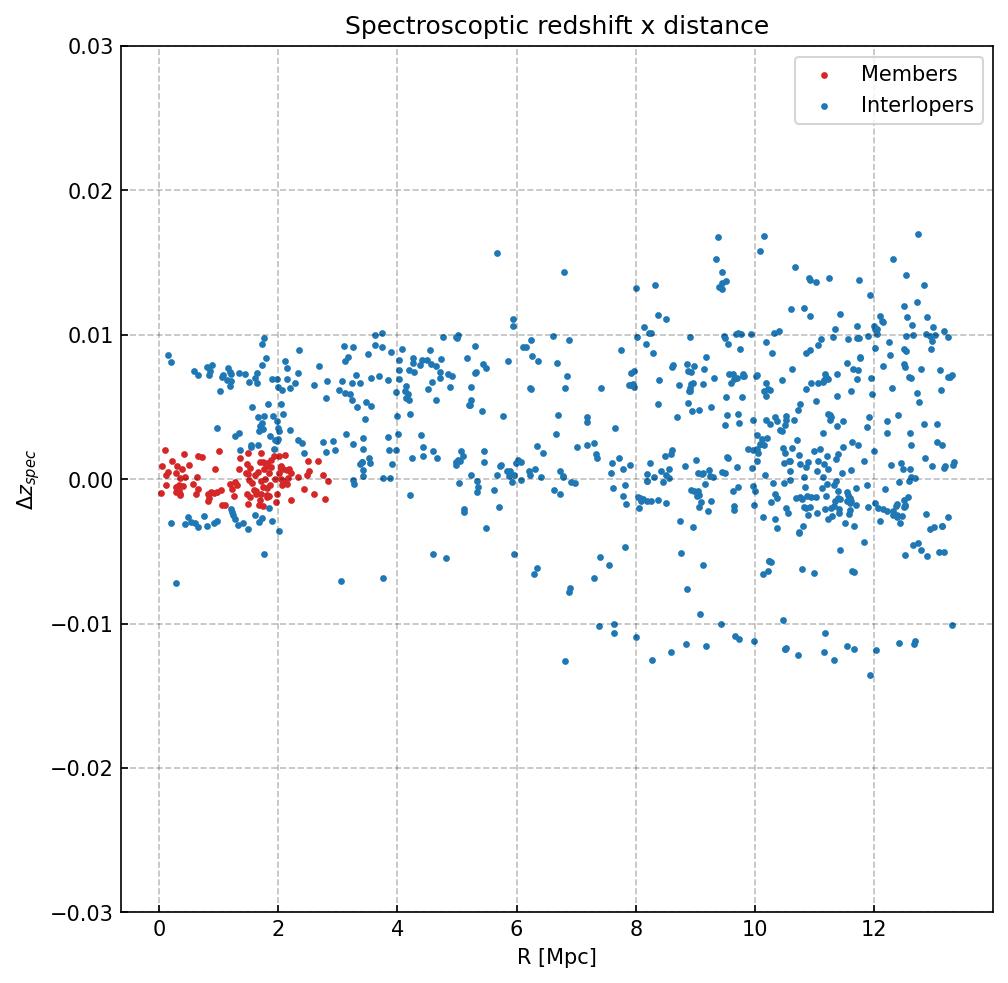 Spectroscoptic redshift x distance
Members
Interlopers
0.03
0.02
0.01
0.00
−0.01
−0.02
−0.03
Δz_spec
0 2 4 6 8 10 12
R [Mpc]